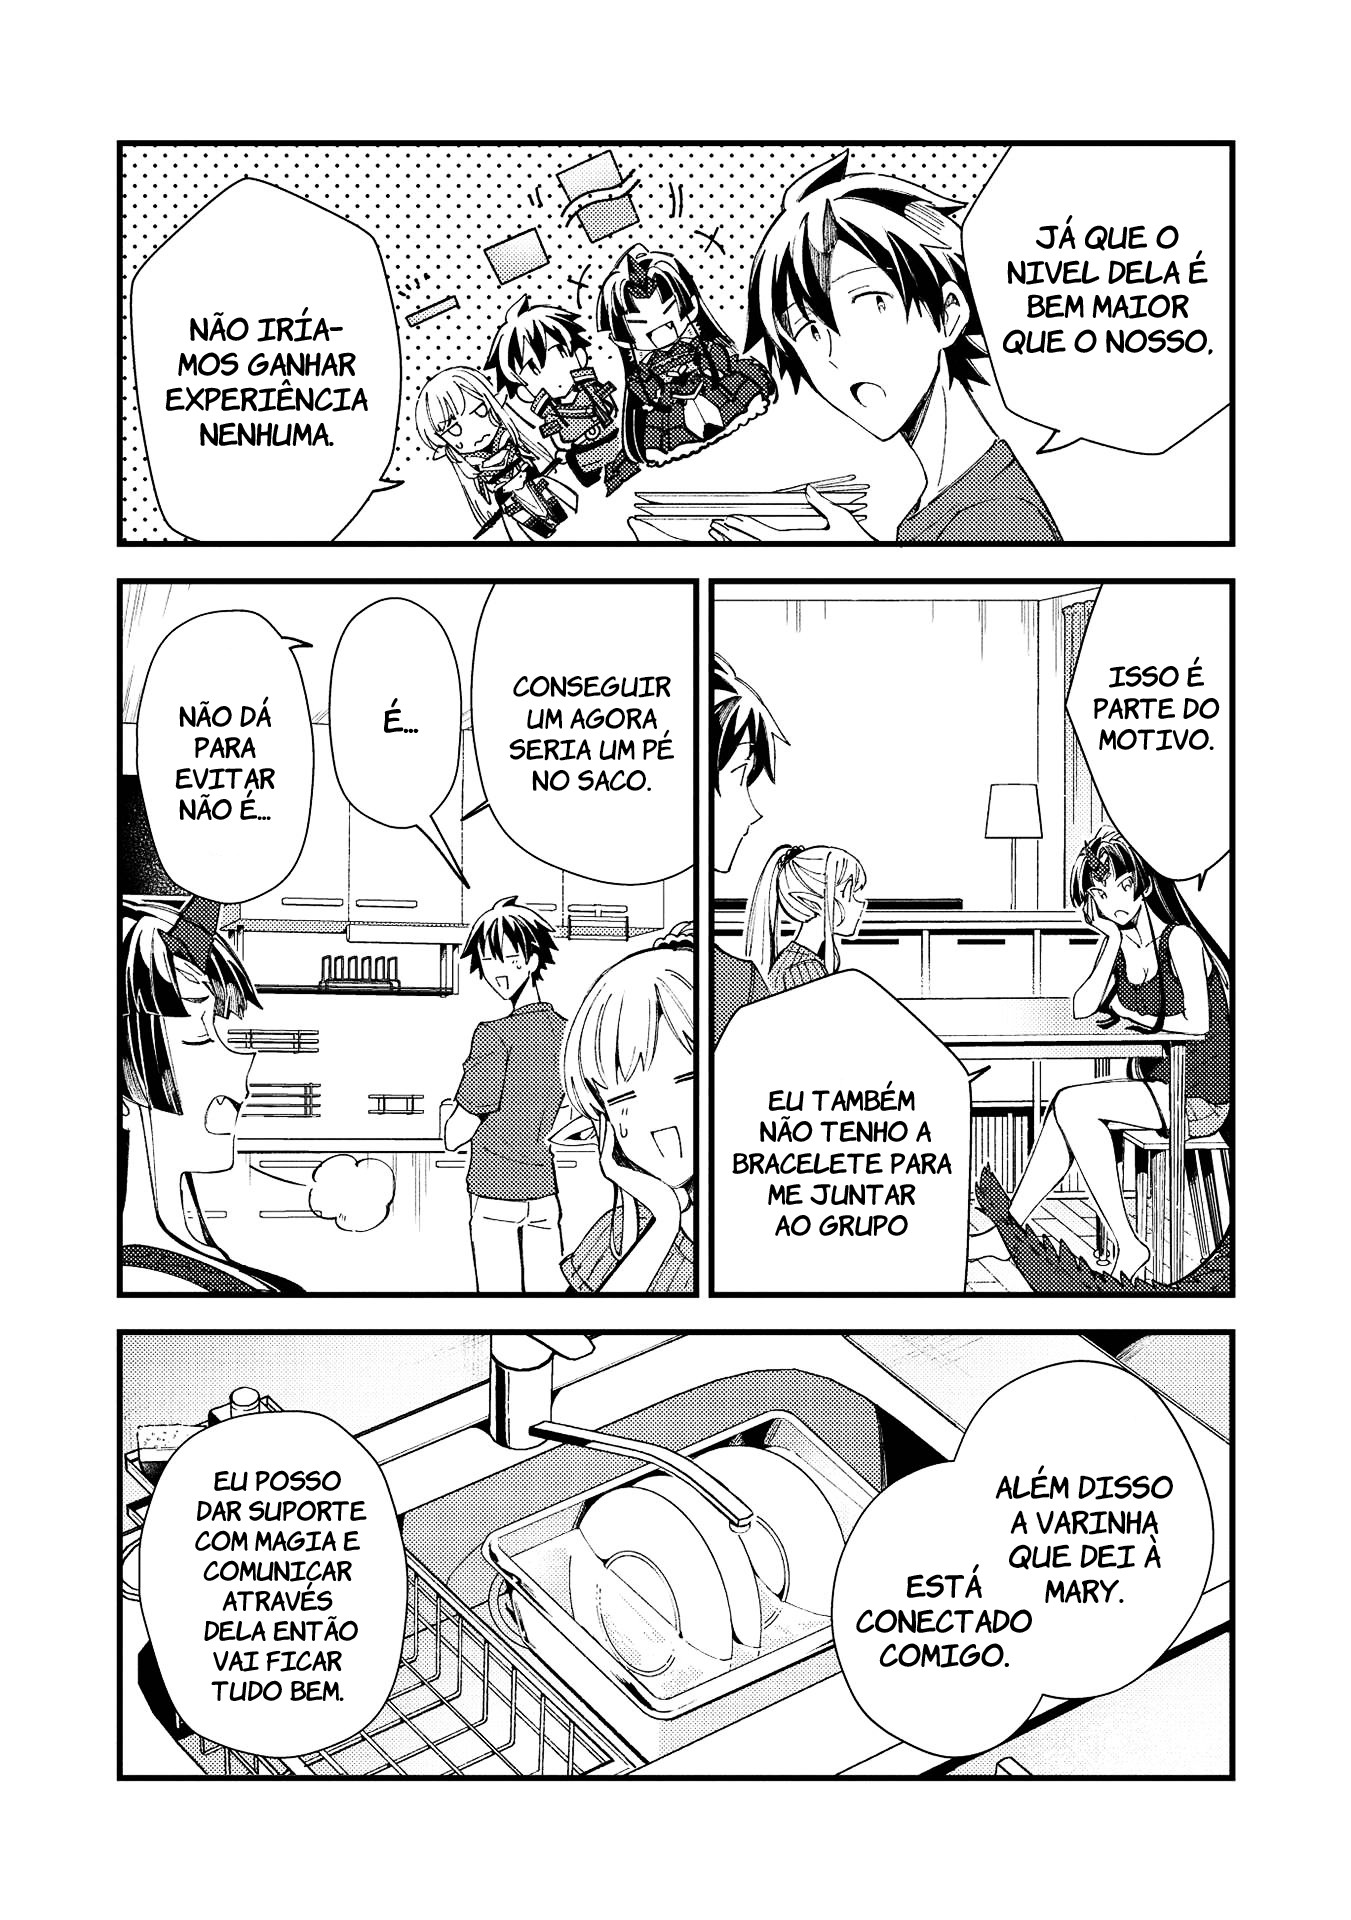 JÁ QUE O
NIVEL DELA É
BEM MAIOR
QUE O NOSSO,
NÃO IRÍA-
MOS GANHAR
EXPERIÊNCIA
NENHUMA.
ISSO É
PARTE DO
MOTIVO.
EU TAMBÉM
NÃO TENHO A
BRACELETE PARA
ME JUNTAR
AO GRUPO
CONSEGUIR
UM AGORA
SERIA UM PÉ
NO SACO.
É...
NÃO DÁ
PARA
EVITAR
NÃO É...
ALÉM DISSO
A VARINHA
QUE DEI À
MARY.
ESTÁ
CONECTADO
COMIGO.
EU POSSO
DAR SUPORTE
COM MAGIA E
COMUNICAR
ATRAVÉS
DELA ENTÃO
VAI FICAR
TUDO BEM.